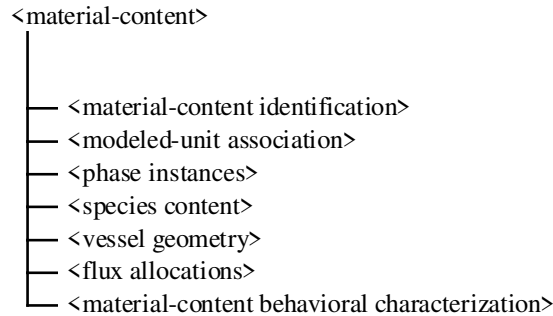 <material-content>
<material-content identification>
<modeled-unit association>
<phase instances>
<species content>
<vessel geometry>
<flux allocations>
<material-content behavioral characterization>